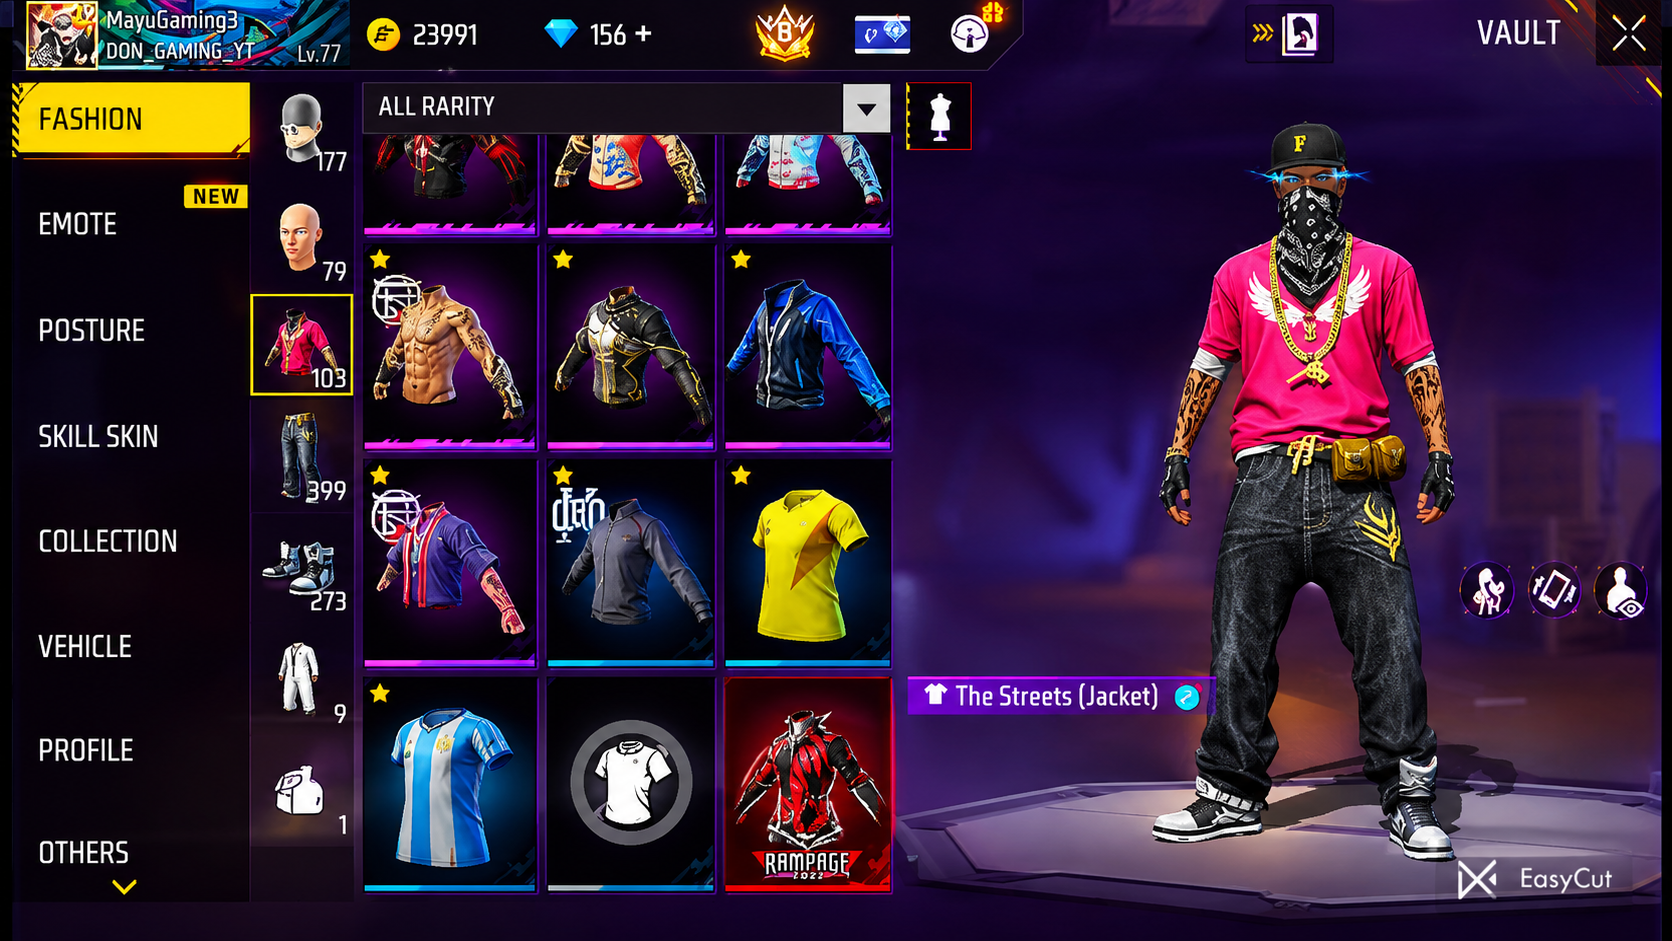 MayuGaming3
DON_GAMING_YT Lv.77
23991
156 +
B
VAULT
FASHION
NEW
EMOTE
POSTURE
SKILL SKIN
COLLECTION
VEHICLE
PROFILE
OTHERS
177
79
103
399
273
9
1
ALL RARITY
RAMPAGE
2022
F
The Streets (Jacket)
EasyCut